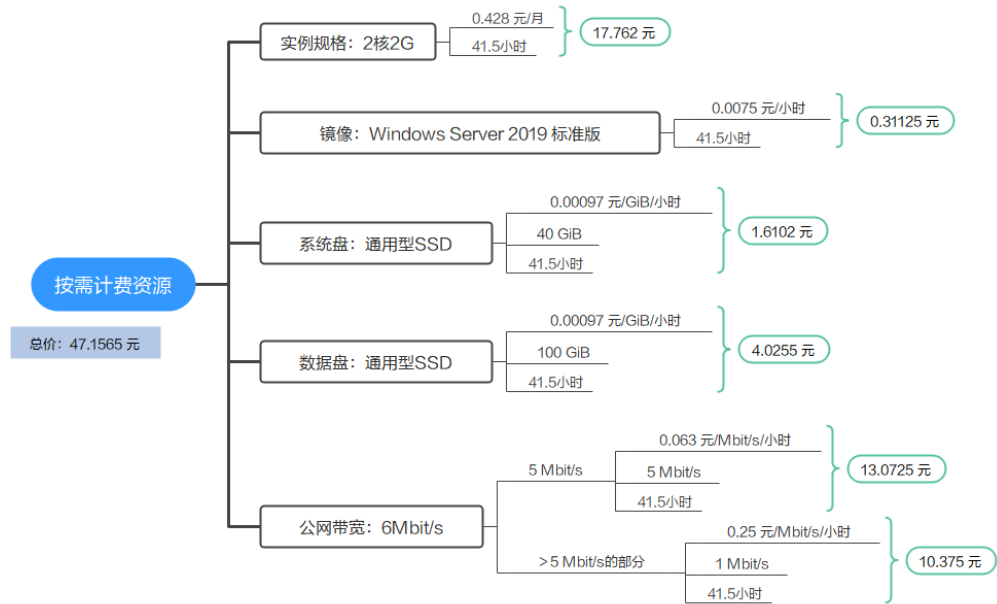 按需计费资源
总价：47.1565 元
实例规格：2核2G
0.428 元/月
41.5小时
17.762 元
镜像：Windows Server 2019 标准版
0.0075 元/小时
41.5小时
0.31125 元
系统盘：通用型SSD
0.00097 元/GiB/小时
40 GiB
41.5小时
1.6102 元
数据盘：通用型SSD
0.00097 元/GiB/小时
100 GiB
41.5小时
4.0255 元
公网带宽：6Mbit/s
5 Mbit/s
0.063 元/Mbit/s/小时
5 Mbit/s
41.5小时
13.0725 元
>5 Mbit/s的部分
0.25 元/Mbit/s/小时
1 Mbit/s
41.5小时
10.375 元